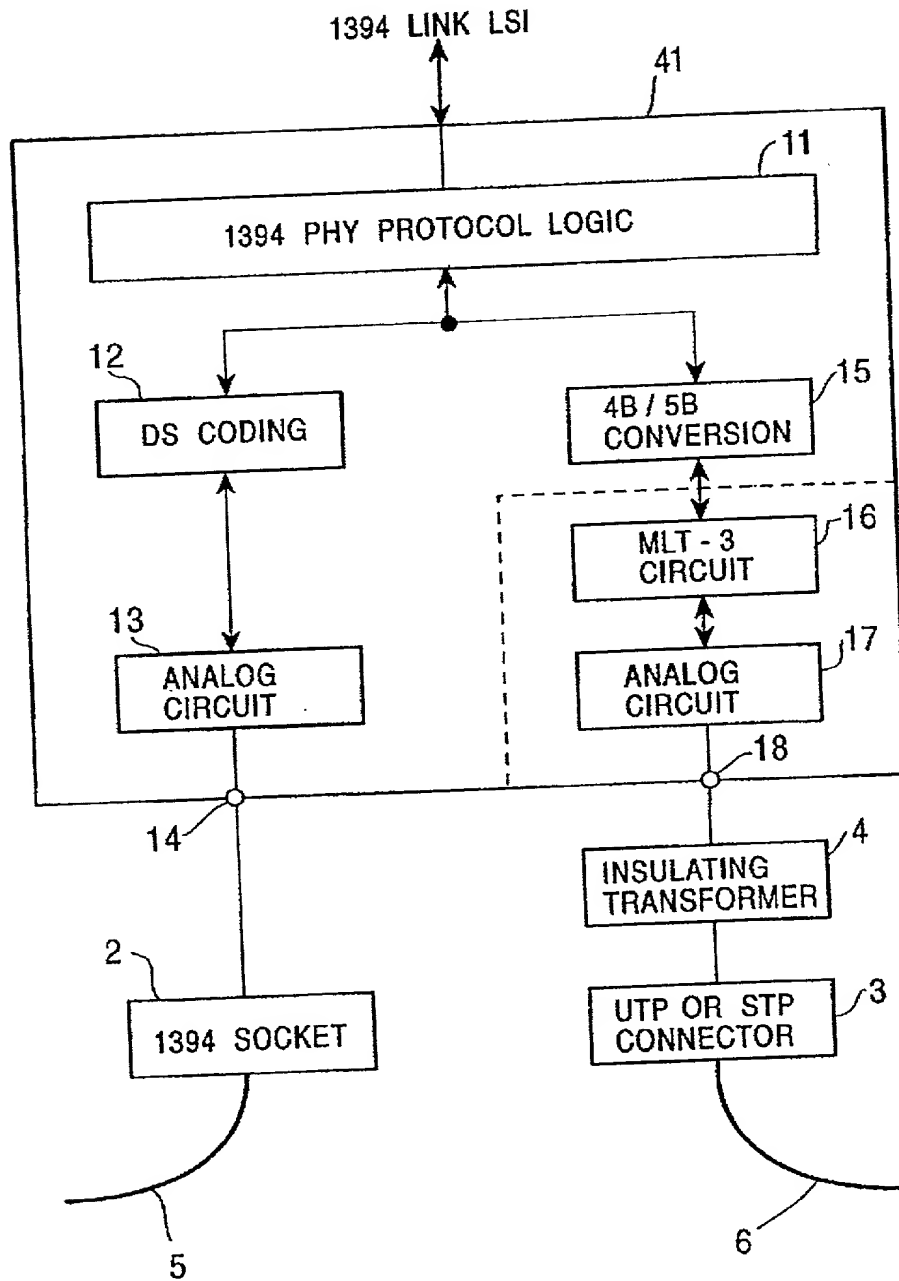 1394 LINK LSI
41
11
1394 PHY PROTOCOL LOGIC
12
DS CODING
15
4B / 5B
CONVERSION
16
MLT - 3
CIRCUIT
13
ANALOG
CIRCUIT
17
ANALOG
CIRCUIT
14
18
4
INSULATING
TRANSFORMER
2
1394 SOCKET
3
UTP OR STP
CONNECTOR
5
6